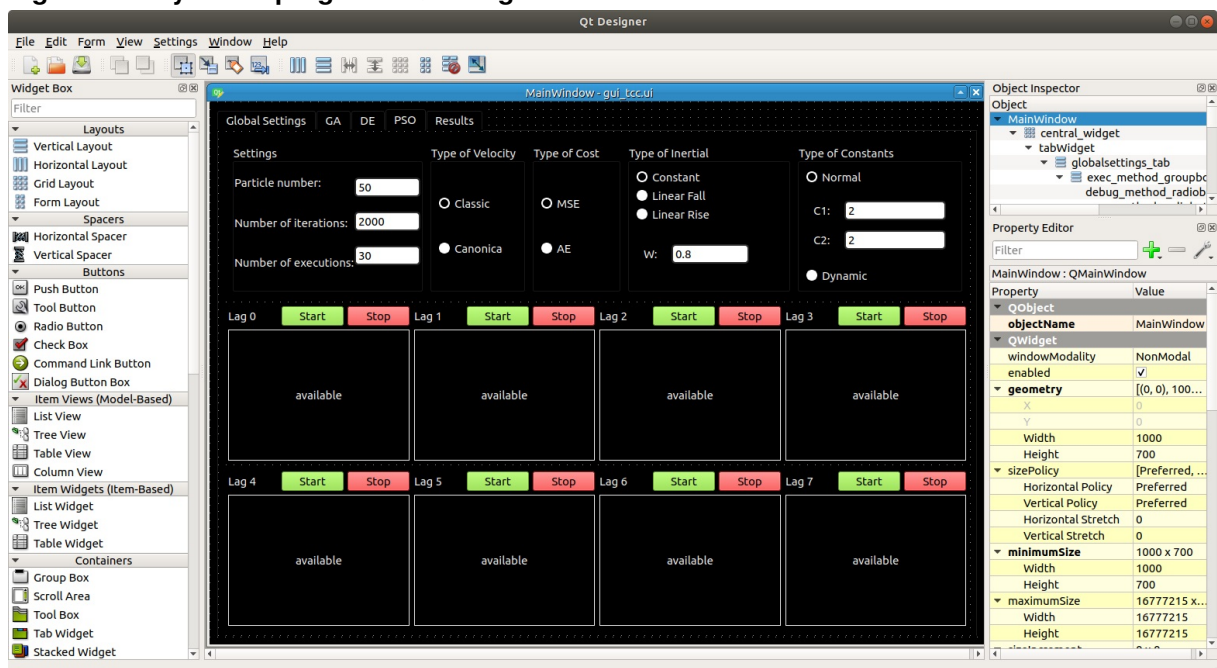 Qt Designer
File Edit Form View Settings Window Help
Widget Box
Filter
Layouts
Vertical Layout
Horizontal Layout
Grid Layout
Form Layout
Spacers
Horizontal Spacer
Vertical Spacer
Buttons
Push Button
Tool Button
Radio Button
Check Box
Command Link Button
Dialog Button Box
Item Views (Model-Based)
List View
Tree View
Table View
Column View
Item Widgets (Item-Based)
List Widget
Tree Widget
Table Widget
Containers
Group Box
Scroll Area
Tool Box
Tab Widget
Stacked Widget
MainWindow - gui_tcc.ui
Global Settings GA DE PSO Results
Settings Type of Velocity Type of Cost Type of Inertial Type of Constants
Particle number: 50
Number of iterations: 2000
Number of executions: 30
Classic
Canonica
MSE
AE
Constant
Linear Fall
Linear Rise
W: 0.8
Normal
C1: 2
C2: 2
Dynamic
Lag 0 Start Stop Lag 1 Start Stop Lag 2 Start Stop Lag 3 Start Stop
available available available available
Lag 4 Start Stop Lag 5 Start Stop Lag 6 Start Stop Lag 7 Start Stop
available available available available
Object Inspector
Object
MainWindow
central_widget
tabWidget
globalsettings_tab
exec_method_groupbo
debug_method_radiob
Property Editor
Filter
MainWindow : QMainWindow
Property Value
QObject
objectName MainWindow
QWidget
windowModality NonModal
enabled
geometry [(0, 0), 100...
X 0
Y 0
Width 1000
Height 700
sizePolicy [Preferred, ...
Horizontal Policy Preferred
Vertical Policy Preferred
Horizontal Stretch 0
Vertical Stretch 0
minimumSize 1000 x 700
Width 1000
Height 700
maximumSize 16777215 x...
Width 16777215
Height 16777215